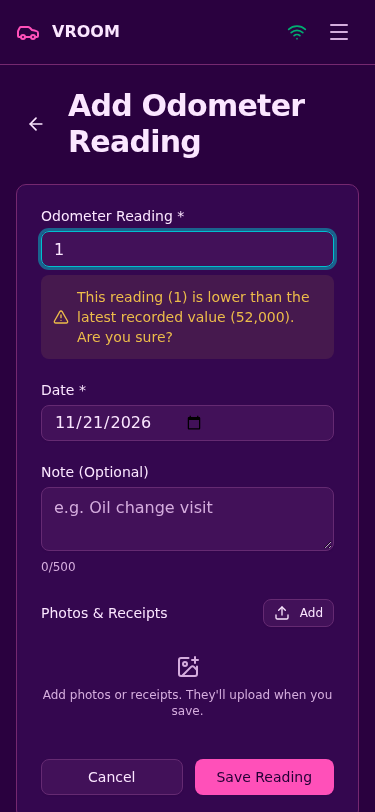 VROOM
Add Odometer
Reading
Odometer Reading *
1
This reading (1) is lower than the
latest recorded value (52,000).
Are you sure?
Date *
11/21/2026
Note (Optional)
e.g. Oil change visit
0/500
Photos & Receipts
Add
Add photos or receipts. They'll upload when you
save.
Cancel
Save Reading